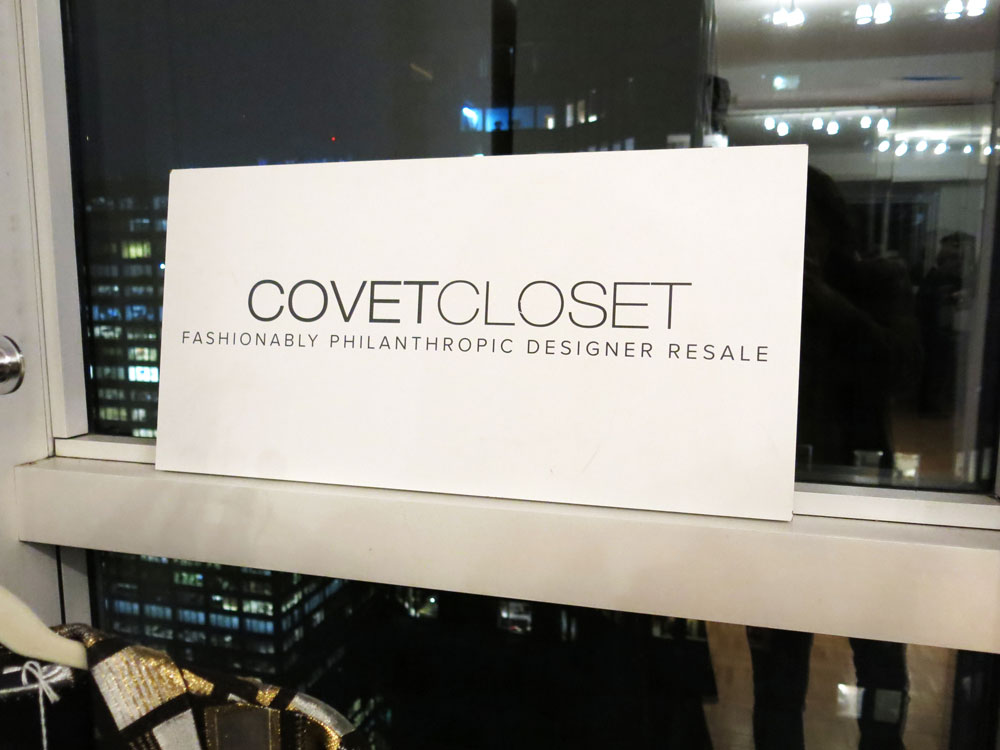 COVETCLOSET
FASHIONABLY PHILANTHROPIC DESIGNER RESALE